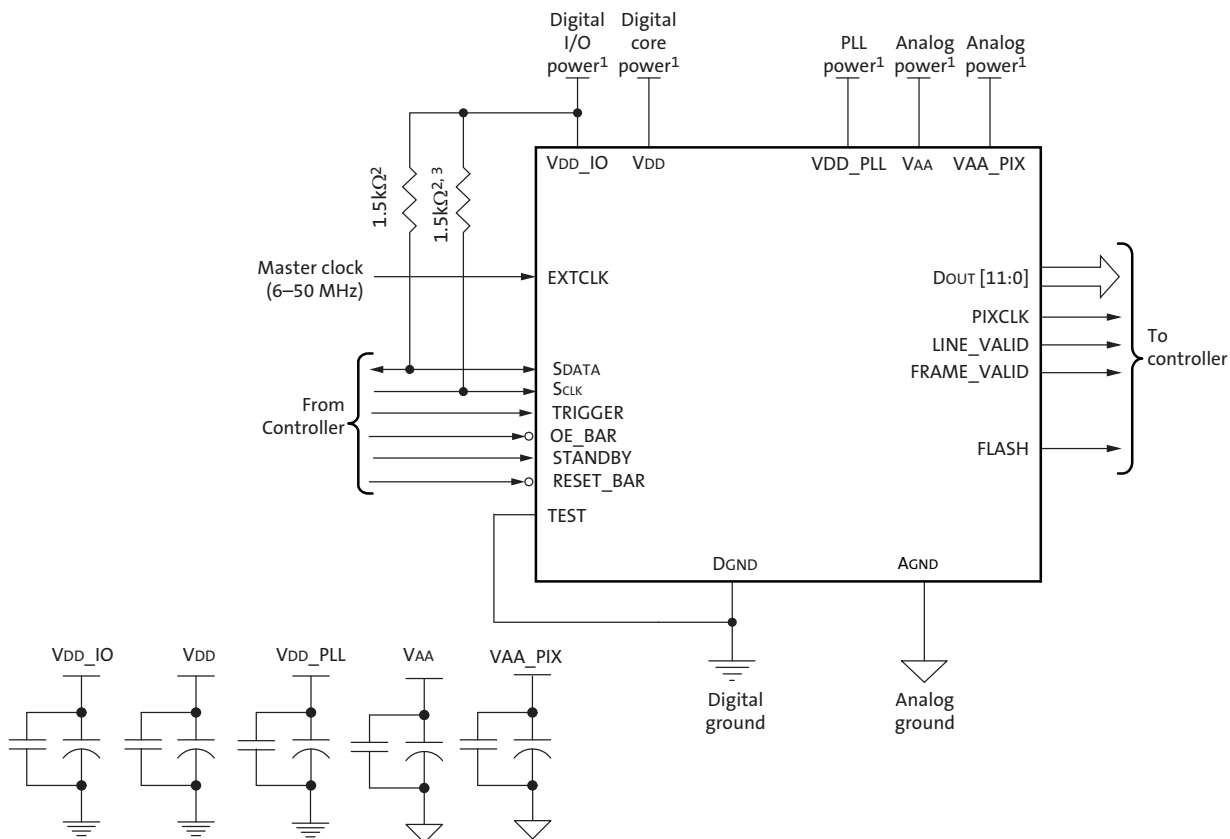 Digital
I/O
power1
Digital
core
power1
PLL
power1
Analog
power1
Analog
power1
1.5kΩ2
1.5kΩ2, 3
VDD_IO
VDD
VDD_PLL
VAA
VAA_PIX
Master clock
(6–50 MHz)
EXTCLK
DOUT [11:0]
PIXCLK
LINE_VALID
FRAME_VALID
FLASH
To
controller
From
Controller
SDATA
SCLK
TRIGGER
OE_BAR
STANDBY
RESET_BAR
TEST
DGND
AGND
Digital
ground
Analog
ground
VDD_IO
VDD
VDD_PLL
VAA
VAA_PIX